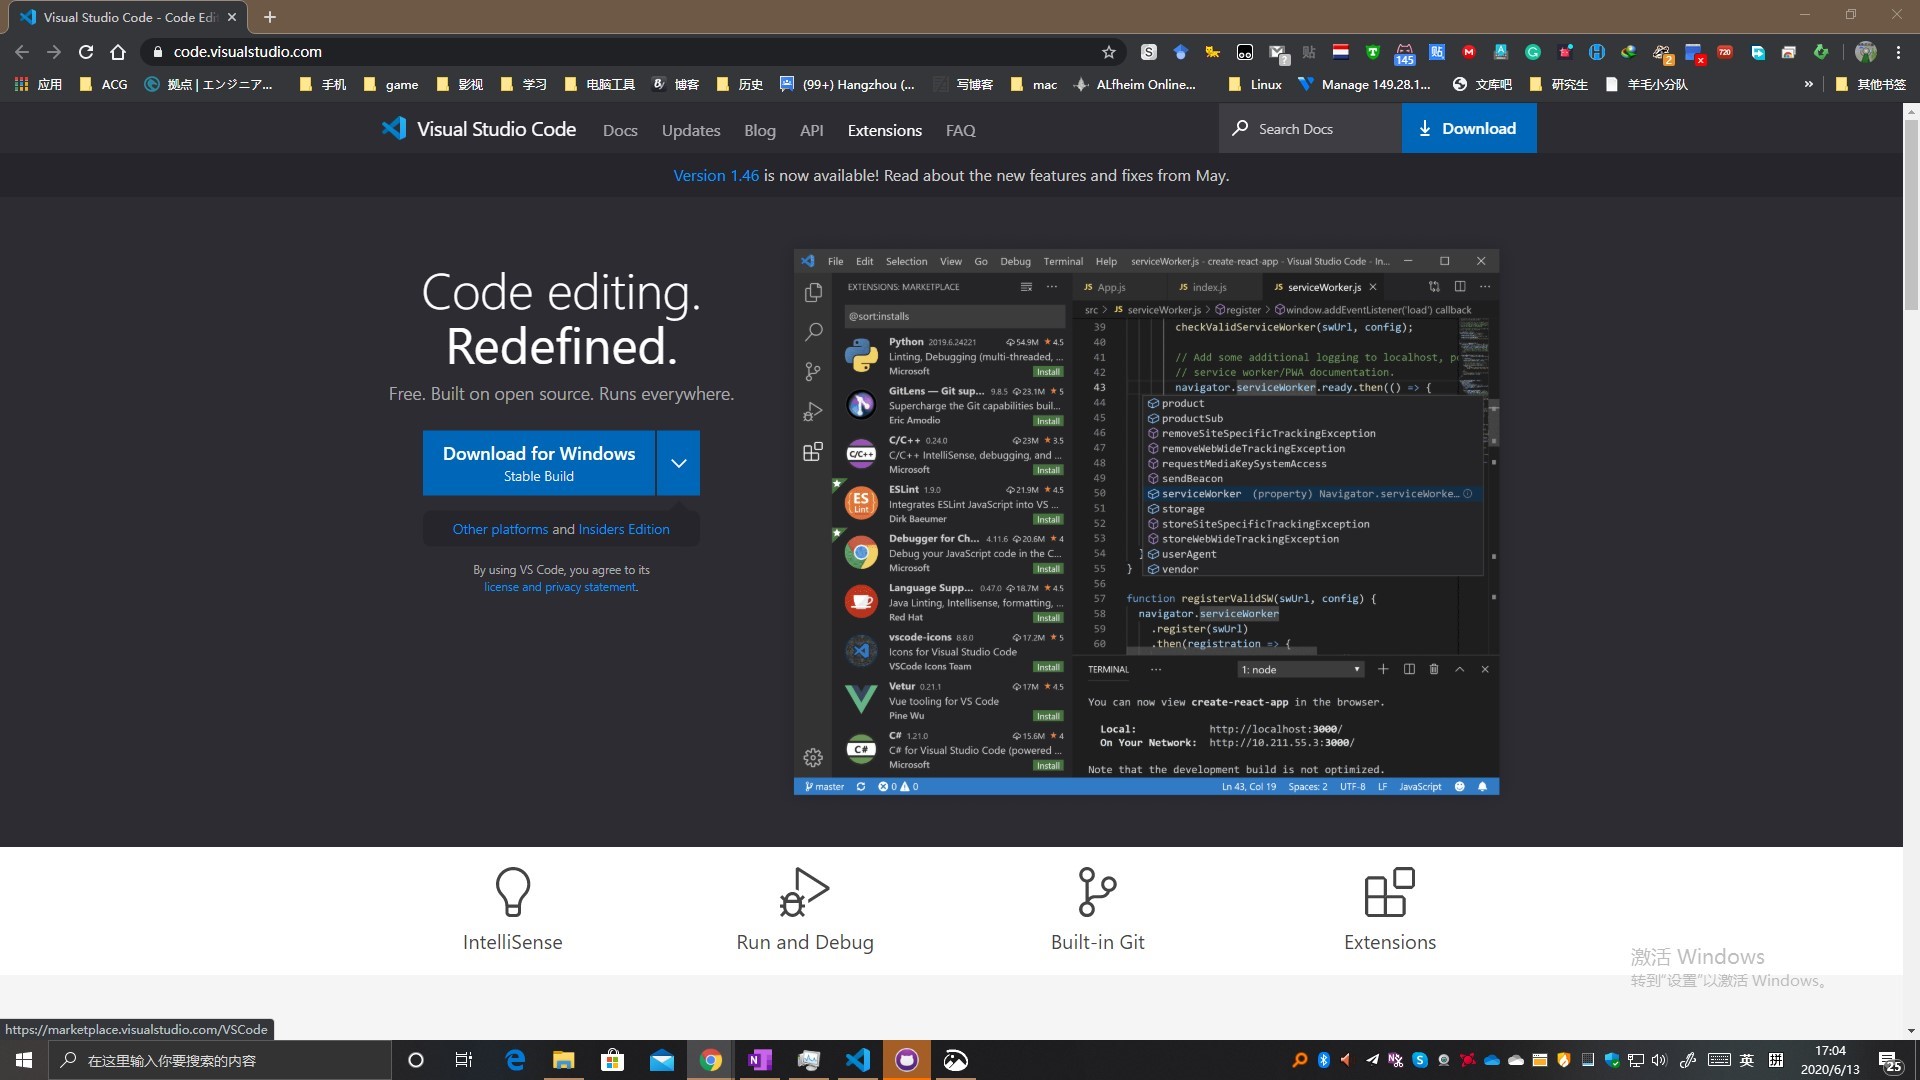 Visual Studio Code - Code Edi
code.visualstudio.com
145
2
720
应用
ACG
拠点 | エンジニア...
手机
game
影视
学习
电脑工具
博客
历史
(99+) Hangzhou (...
写博客
mac
ALfheim Online...
Linux
Manage 149.28.1...
文库吧
研究生
羊毛小分队
»
其他书签
Visual Studio Code
Docs
Updates
Blog
API
Extensions
FAQ
Search Docs
Download
Version 1.46 is now available! Read about the new features and fixes from May.
Code editing.
Redefined.
Free. Built on open source. Runs everywhere.
Download for Windows
Stable Build
Other platforms and Insiders Edition
By using VS Code, you agree to its
license and privacy statement.
File Edit Selection View Go Debug Terminal Help serviceWorker.js - create-react-app - Visual Studio Code - In...
EXTENSIONS: MARKETPLACE
@sort:installs
Python 2019.6.24221 54.9M ★ 4.5
Linting, Debugging (multi-threaded, ...
Microsoft Install
GitLens — Git sup... 9.8.5 23.1M ★ 5
Supercharge the Git capabilities buil...
Eric Amodio Install
C/C++
C/C++ 0.24.0 23M ★ 3.5
C/C++ IntelliSense, debugging, and ...
Microsoft Install
ES
Lint
ESLint 1.9.0 21.9M ★ 4.5
Integrates ESLint JavaScript into VS ...
Dirk Baeumer Install
Debugger for Ch... 4.11.6 20.6M ★ 4
Debug your JavaScript code in the C...
Microsoft Install
Language Supp... 0.47.0 18.7M ★ 4.5
Java Linting, Intellisense, formatting, ...
Red Hat Install
vscode-icons 8.8.0 17.2M ★ 5
Icons for Visual Studio Code
VSCode Icons Team Install
Vetur 0.21.1 17M ★ 4.5
Vue tooling for VS Code
Pine Wu Install
C#
C# 1.21.0 15.6M ★ 4
C# for Visual Studio Code (powered ...
Microsoft Install
JS App.js
JS index.js
JS serviceWorker.js
src > JS serviceWorker.js > register > window.addEventListener('load') callback
39 checkValidServiceWorker(swUrl, config);
40
41 // Add some additional logging to localhost, p
42 // service worker/PWA documentation.
43 navigator.serviceWorker.ready.then(() => {
44 product
45 productSub
46 removeSiteSpecificTrackingException
47 removeWebWideTrackingException
48 requestMediaKeySystemAccess
49 sendBeacon
50 serviceWorker (property) Navigator.serviceWorke...
51 storage
52 storeSiteSpecificTrackingException
53 storeWebWideTrackingException
54 } userAgent
55 } vendor
56
57 function registerValidSW(swUrl, config) {
58 navigator.serviceWorker
59 .register(swUrl)
60 .then(registration => {
TERMINAL ... 1: node
You can now view create-react-app in the browser.
Local: http://localhost:3000/
On Your Network: http://10.211.55.3:3000/
Note that the development build is not optimized.
master 0 0 Ln 43, Col 19 Spaces: 2 UTF-8 LF JavaScript
IntelliSense
Run and Debug
Built-in Git
Extensions
激活 Windows
转到“设置”以激活 Windows。
https://marketplace.visualstudio.com/VSCode
在这里输入你要搜索的内容
英
17:04
2020/6/13
25